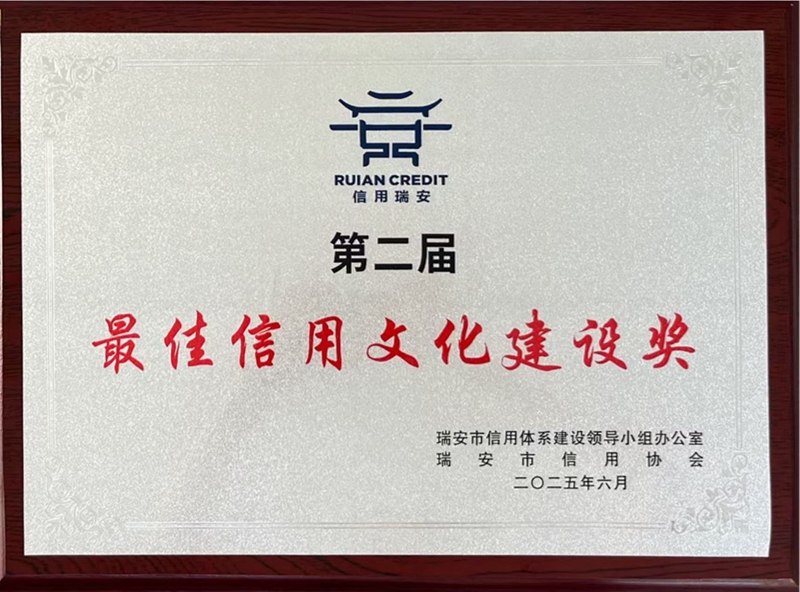 RUIAN CREDIT
信用瑞安
第二届
最佳信用文化建设奖
瑞安市信用体系建设领导小组办公室
瑞安市信用协会
二〇二五年六月